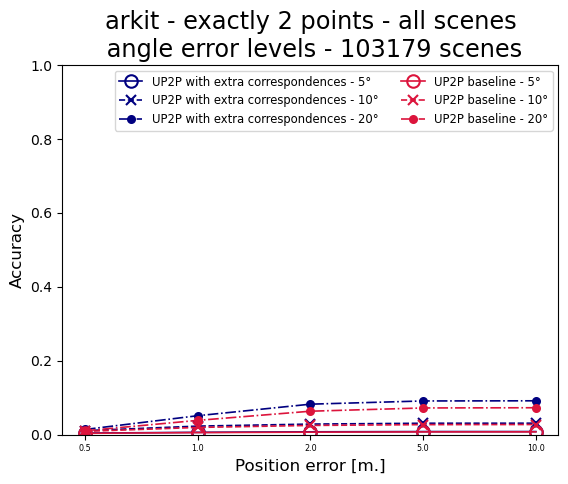 arkit - exactly 2 points - all scenes
angle error levels - 103179 scenes
UP2P with extra correspondences - 5°
UP2P with extra correspondences - 10°
UP2P with extra correspondences - 20°
UP2P baseline - 5°
UP2P baseline - 10°
UP2P baseline - 20°
Accuracy
1.0
0.8
0.6
0.4
0.2
0.0
0.5
1.0
2.0
5.0
10.0
Position error [m.]